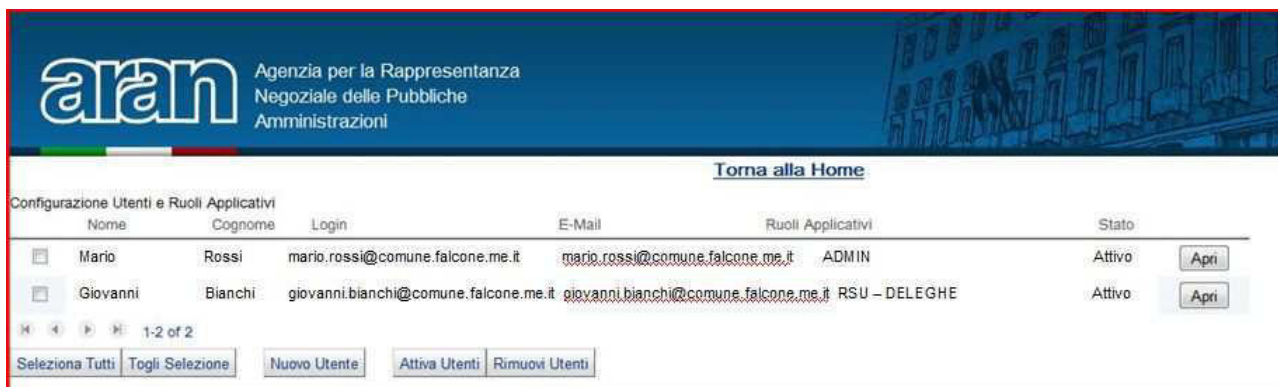 aran
Agenzia per la Rappresentanza
Negoziale delle Pubbliche
Amministrazioni
Torna alla Home
Configurazione Utenti e Ruoli Applicativi
Nome Cognome Login E-Mail Ruoli Applicativi Stato
Mario Rossi mario.rossi@comune.falcone.me.it mario.rossi@comune.falcone.me.it ADMIN Attivo Apri
Giovanni Bianchi giovanni.bianchi@comune.falcone.me.it giovanni.bianchi@comune.falcone.me.it RSU – DELEGHE Attivo Apri
1-2 of 2
Seleziona Tutti Togli Selezione Nuovo Utente Attiva Utenti Rimuovi Utenti